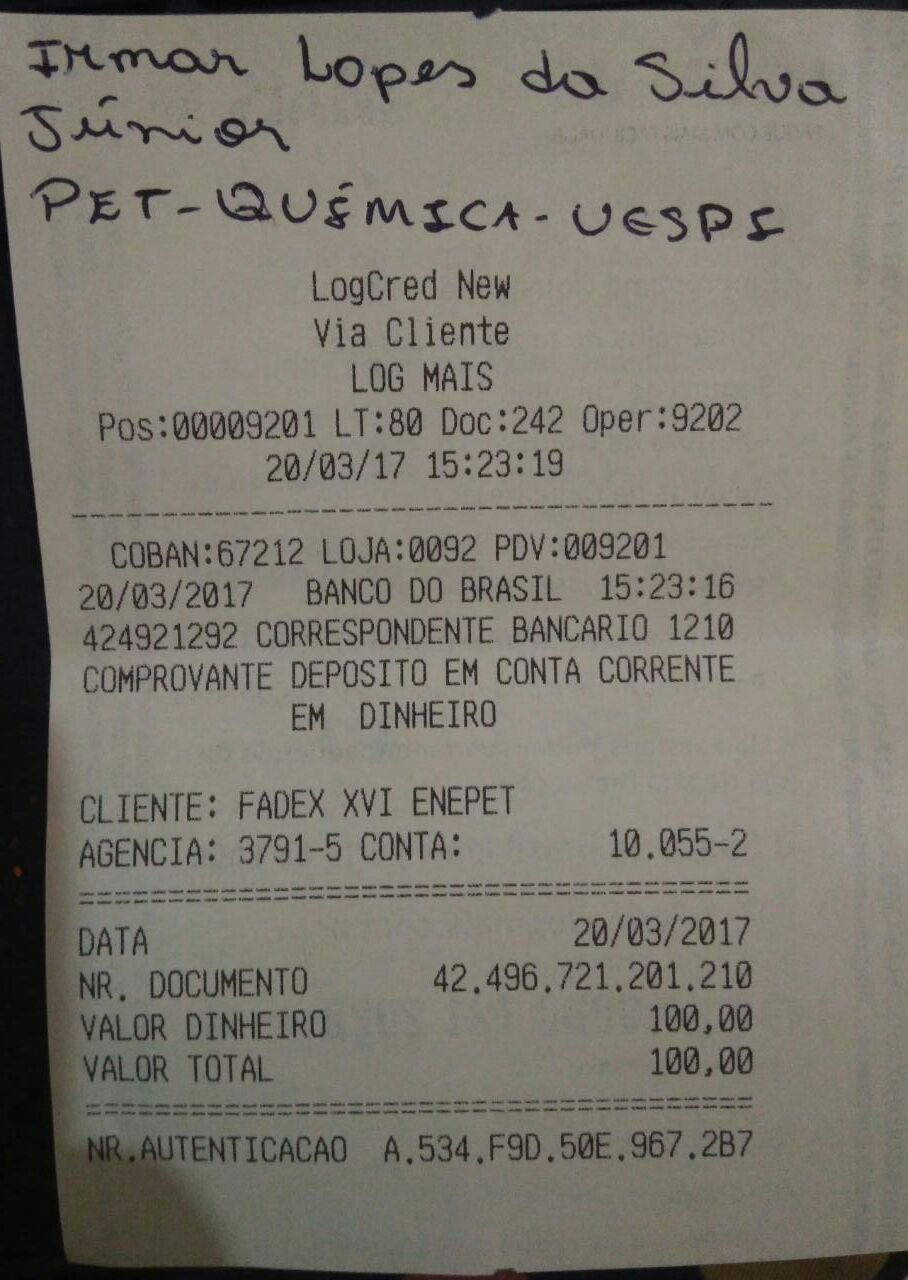 Irmar Lopes da Silva
Júnior
PET-QUÍMICA-UESPI
LogCred New
Via Cliente
LOG MAIS
Pos:00009201 LT:80 Doc:242 Oper:9202
20/03/17 15:23:19
COBAN:67212 LOJA:0092 PDV:009201
20/03/2017 BANCO DO BRASIL 15:23:16
424921292 CORRESPONDENTE BANCARIO 1210
COMPROVANTE DEPOSITO EM CONTA CORRENTE
EM DINHEIRO
CLIENTE: FADEX XVI ENEPET
AGENCIA: 3791-5 CONTA: 10.055-2
DATA 20/03/2017
NR. DOCUMENTO 42.496.721.201.210
VALOR DINHEIRO 100,00
VALOR TOTAL 100,00
NR.AUTENTICACAO A.534.F9D.50E.967.2B7